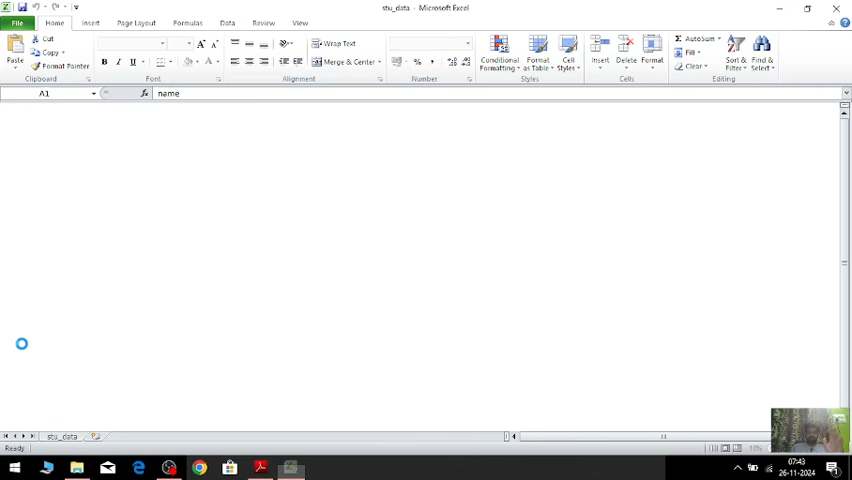 stu_data - Microsoft Excel
File Home Insert Page Layout Formulas Data Review View
Cut
Copy
Format Painter
Paste
Clipboard
B I U A A A
Font
Wrap Text
Merge & Center
Alignment
% ,
Number
Conditional Formatting
Format as Table
Cell Styles
Styles
Insert Delete Format
Cells
Σ AutoSum
Fill
Clear
Sort & Filter
Find & Select
Editing
A1 fx name
stu_data
Ready
10%
07:43
26-11-2024